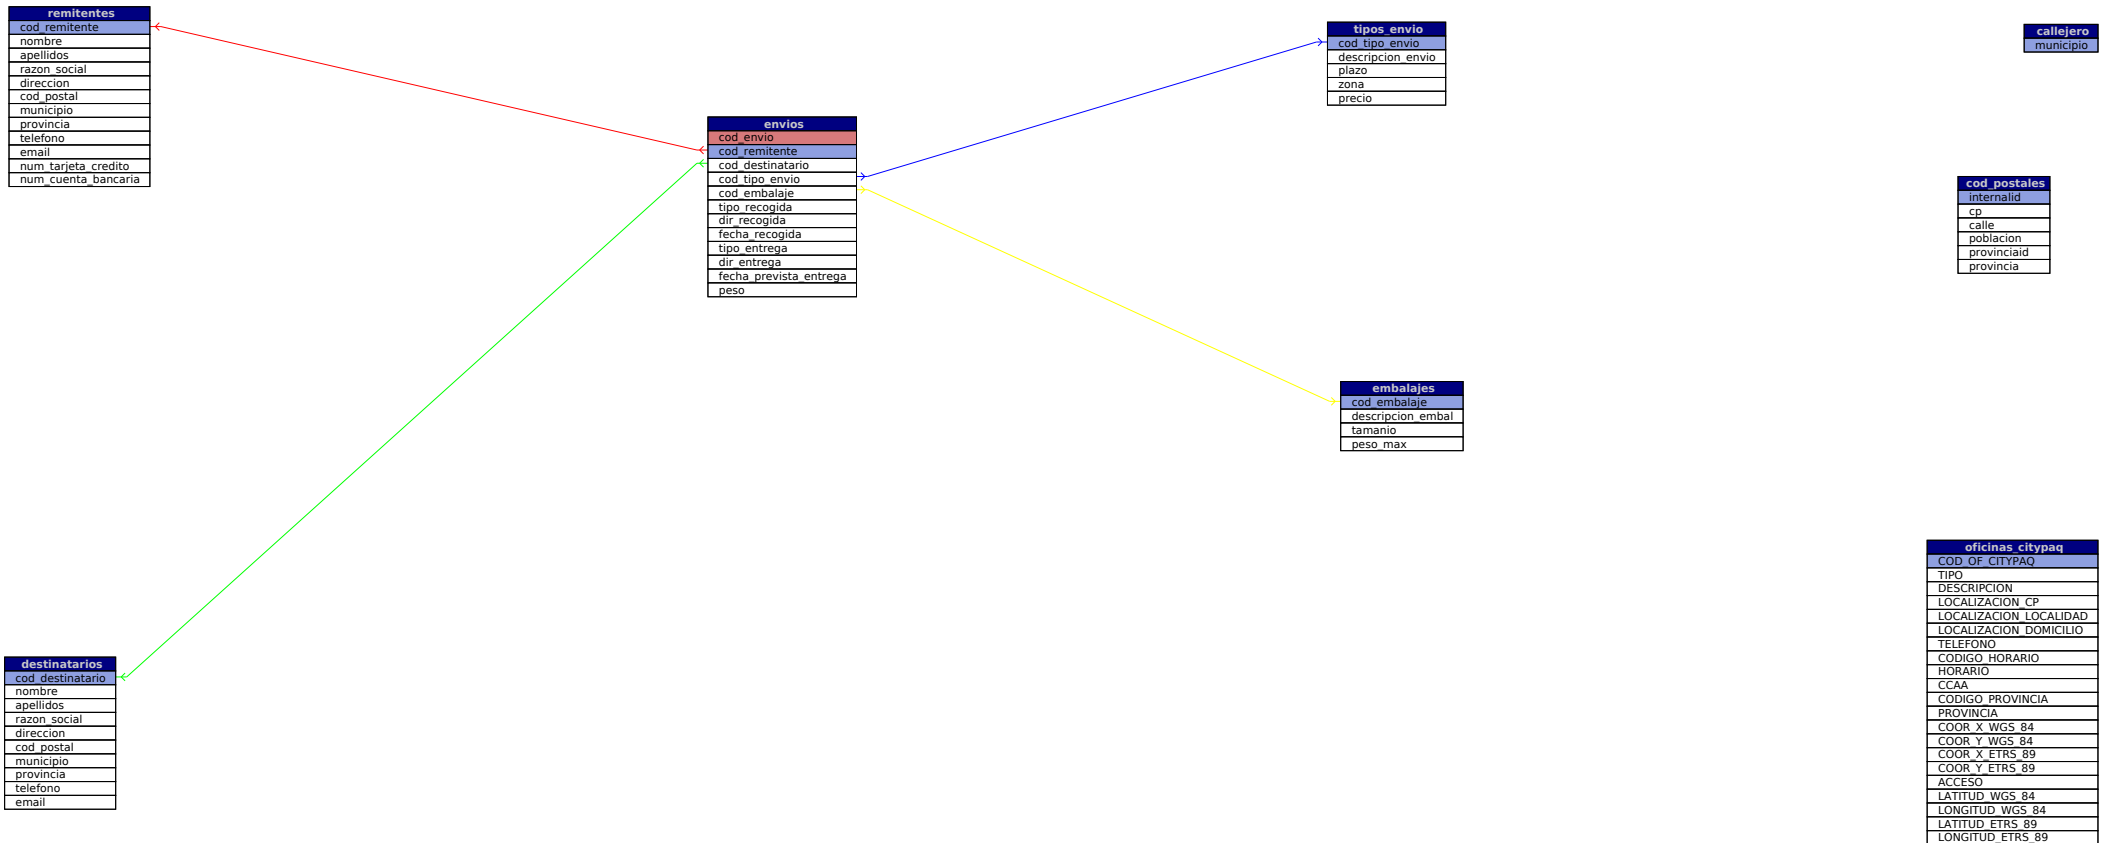 remitentes
cod_remitente
nombre
apellidos
razon_social
direccion
cod_postal
municipio
provincia
telefono
email
num_tarjeta_credito
num_cuenta_bancaria
envios
cod_envio
cod_remitente
cod_destinatario
cod_tipo_envio
cod_embalaje
tipo_recogida
dir_recogida
fecha_recogida
tipo_entrega
dir_entrega
fecha_prevista_entrega
peso
tipos_envio
cod_tipo_envio
descripcion_envio
plazo
zona
precio
callejero
municipio
cod_postales
internalid
cp
calle
poblacion
provinciaid
provincia
embalajes
cod_embalaje
descripcion_embal
tamanio
peso_max
destinatarios
cod_destinatario
nombre
apellidos
razon_social
direccion
cod_postal
municipio
provincia
telefono
email
oficinas_citypaq
COD_OF_CITYPAQ
TIPO
DESCRIPCION
LOCALIZACION_CP
LOCALIZACION_LOCALIDAD
LOCALIZACION_DOMICILIO
TELEFONO
CODIGO_HORARIO
HORARIO
CCAA
CODIGO_PROVINCIA
PROVINCIA
COOR_X_WGS_84
COOR_Y_WGS_84
COOR_X_ETRS_89
COOR_Y_ETRS_89
ACCESO
LATITUD_WGS_84
LONGITUD_WGS_84
LATITUD_ETRS_89
LONGITUD_ETRS_89